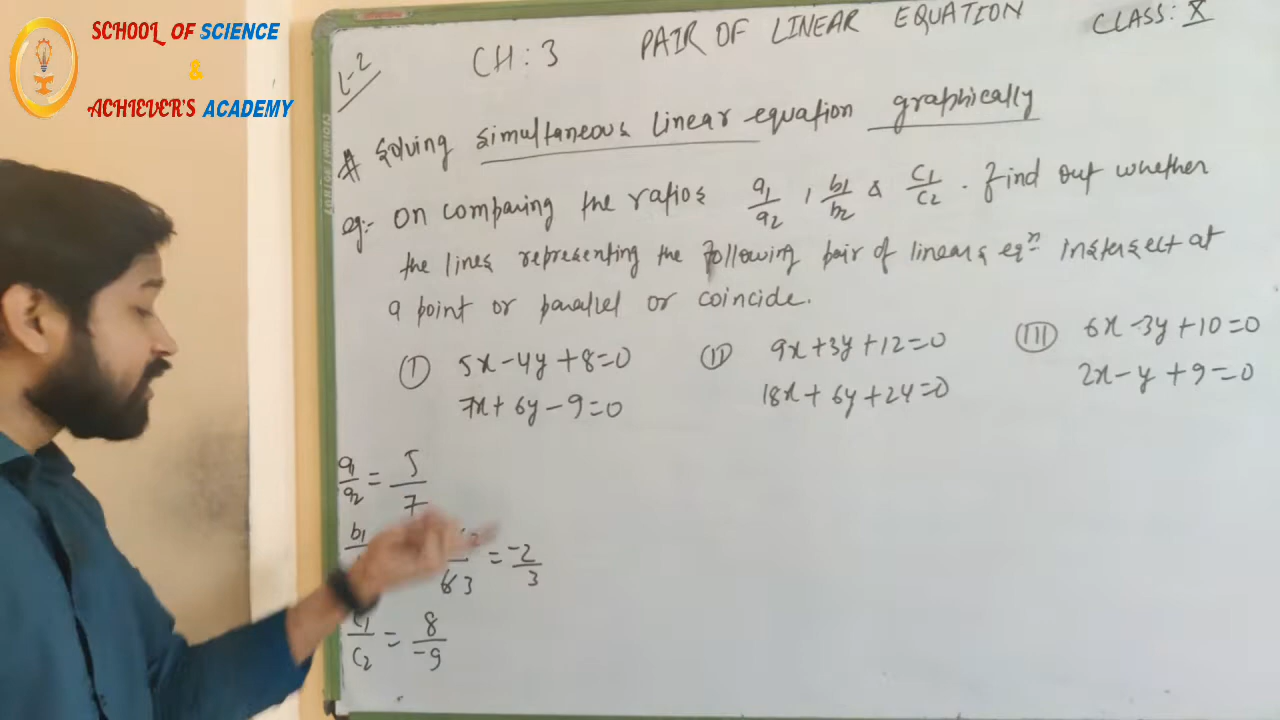 SCHOOL OF SCIENCE
&
ACHIEVER'S ACADEMY
L-2
CH : 3 PAIR OF LINEAR EQUATION CLASS : X
# Solving simultaneous linear equation graphically
eg:- On comparing the ratios a1/a2 , b1/b2 & c1/c2 . find out whether
the lines representing the following pair of linears eqn intersect at
a point or parallel or coincide.
(I) 5x - 4y + 8 = 0 (II) 9x + 3y + 12 = 0 (III) 6x - 3y + 10 = 0
7x + 6y - 9 = 0 18x + 6y + 24 = 0 2x - y + 9 = 0
a1/a2 = 5/7
b1 = -2/3
c1/c2 = 8/-9